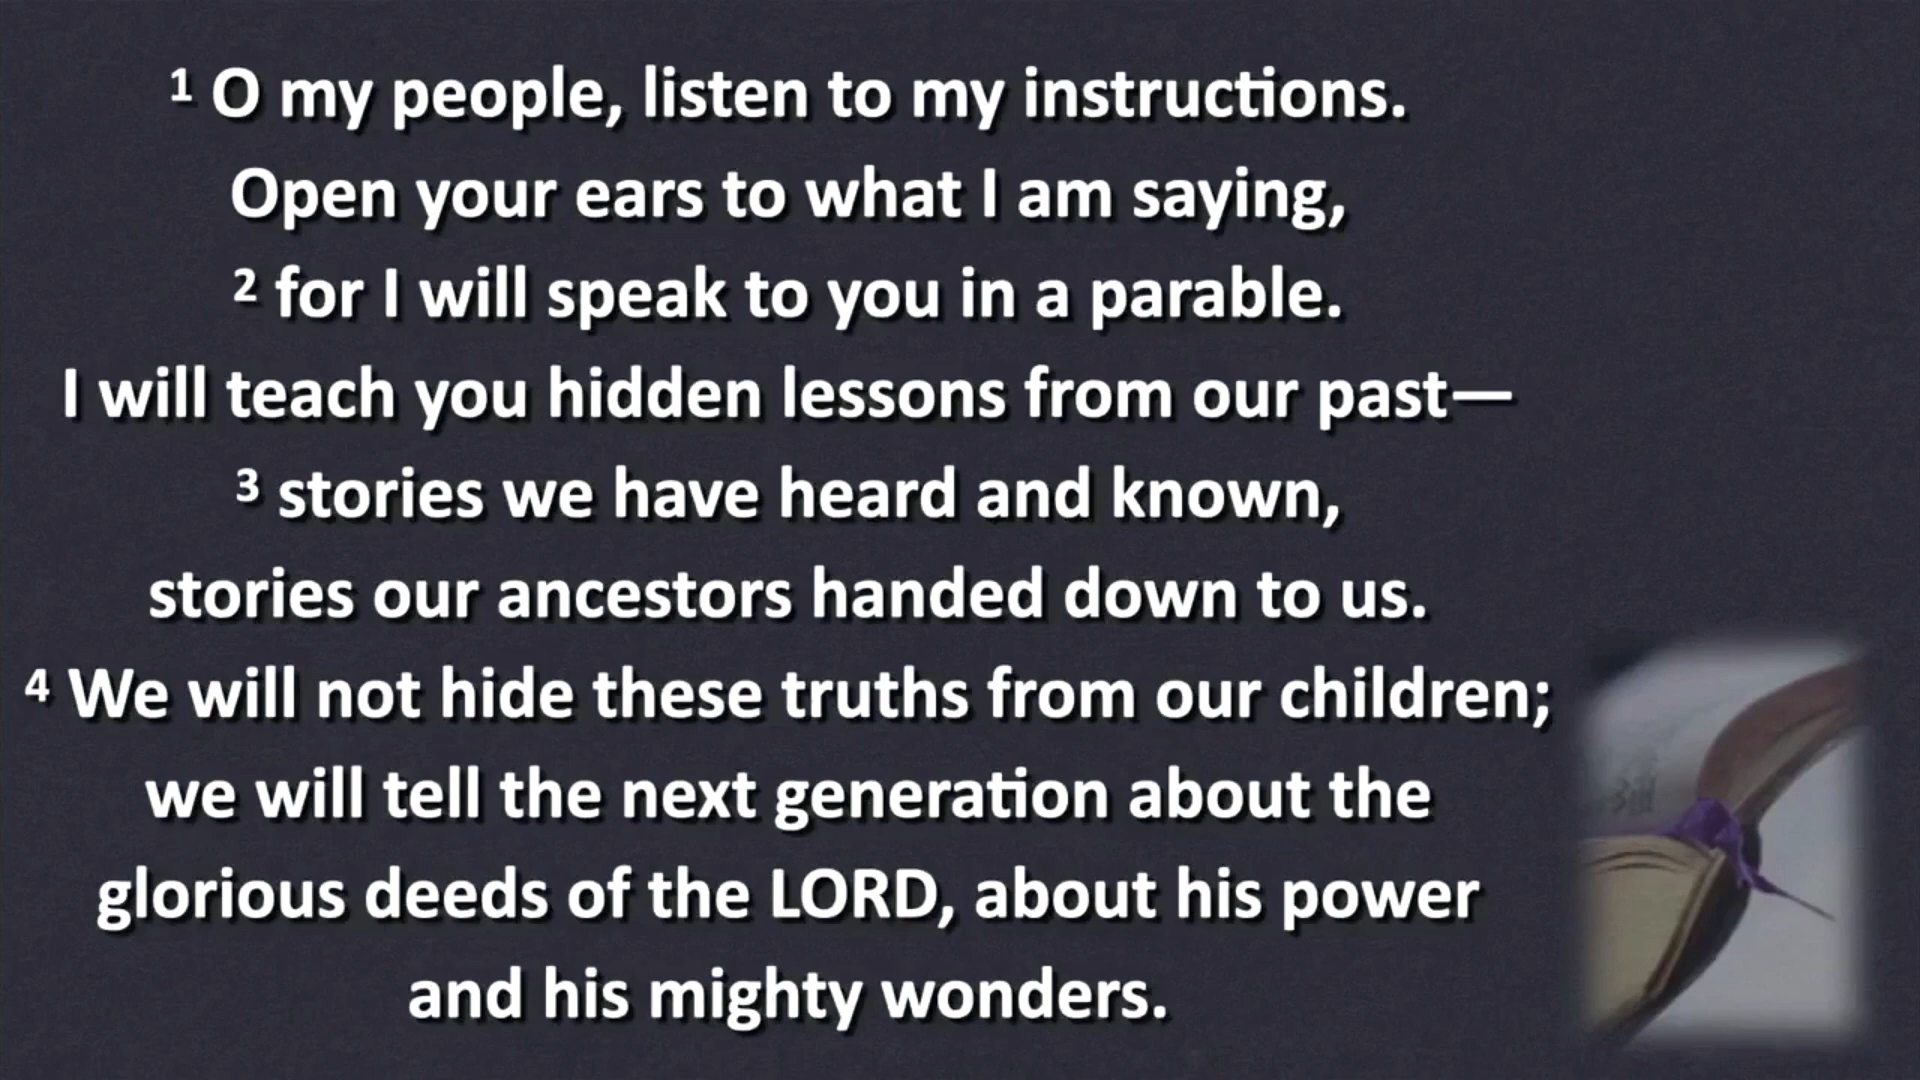 ¹ O my people, listen to my instructions.
Open your ears to what I am saying,
² for I will speak to you in a parable.
I will teach you hidden lessons from our past—
³ stories we have heard and known,
stories our ancestors handed down to us.
⁴ We will not hide these truths from our children;
we will tell the next generation about the
glorious deeds of the LORD, about his power
and his mighty wonders.